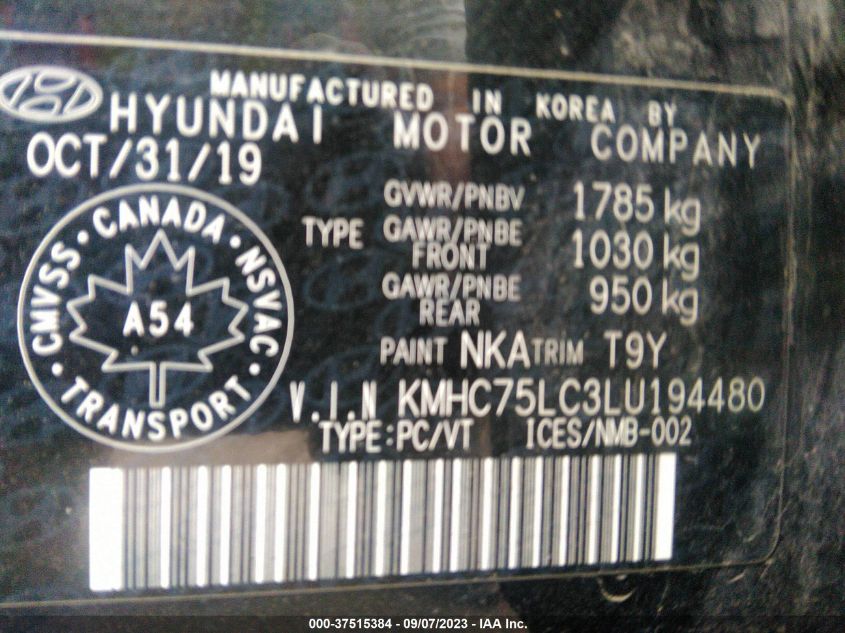 MANUFACTURED IN KOREA BY
HYUNDAI MOTOR COMPANY
OCT/31/19
GVWR/PNBV 1785 kg
TYPE GAWR/PNBE FRONT 1030 kg
GAWR/PNBE REAR 950 kg
PAINT NKA TRIM T9Y
V.I.N KMHC75LC3LU194480
TYPE:PC/VT ICES/NMB-002
CMVSS · CANADA · NSVAC · TRANSPORT ·
A54
000-37515384 - 09/07/2023 - IAA Inc.